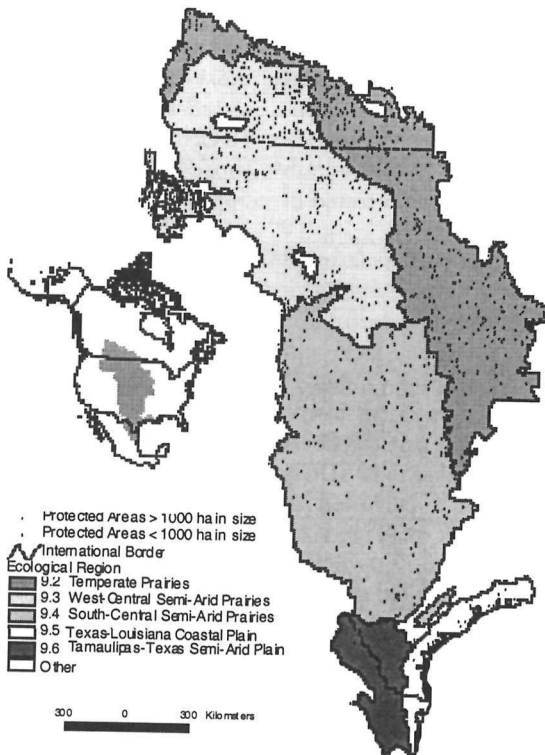 Protected Areas > 1000 ha in size
Protected Areas < 1000 ha in size
International Border
Ecological Region
9.2 Temperate Prairies
9.3 West-Central Semi-Arid Prairies
9.4 South-Central Semi-Arid Prairies
9.5 Texas-Louisiana Coastal Plain
9.6 Tamaulipas-Texas Semi-Arid Plain
Other
300 0 300 Kilometers